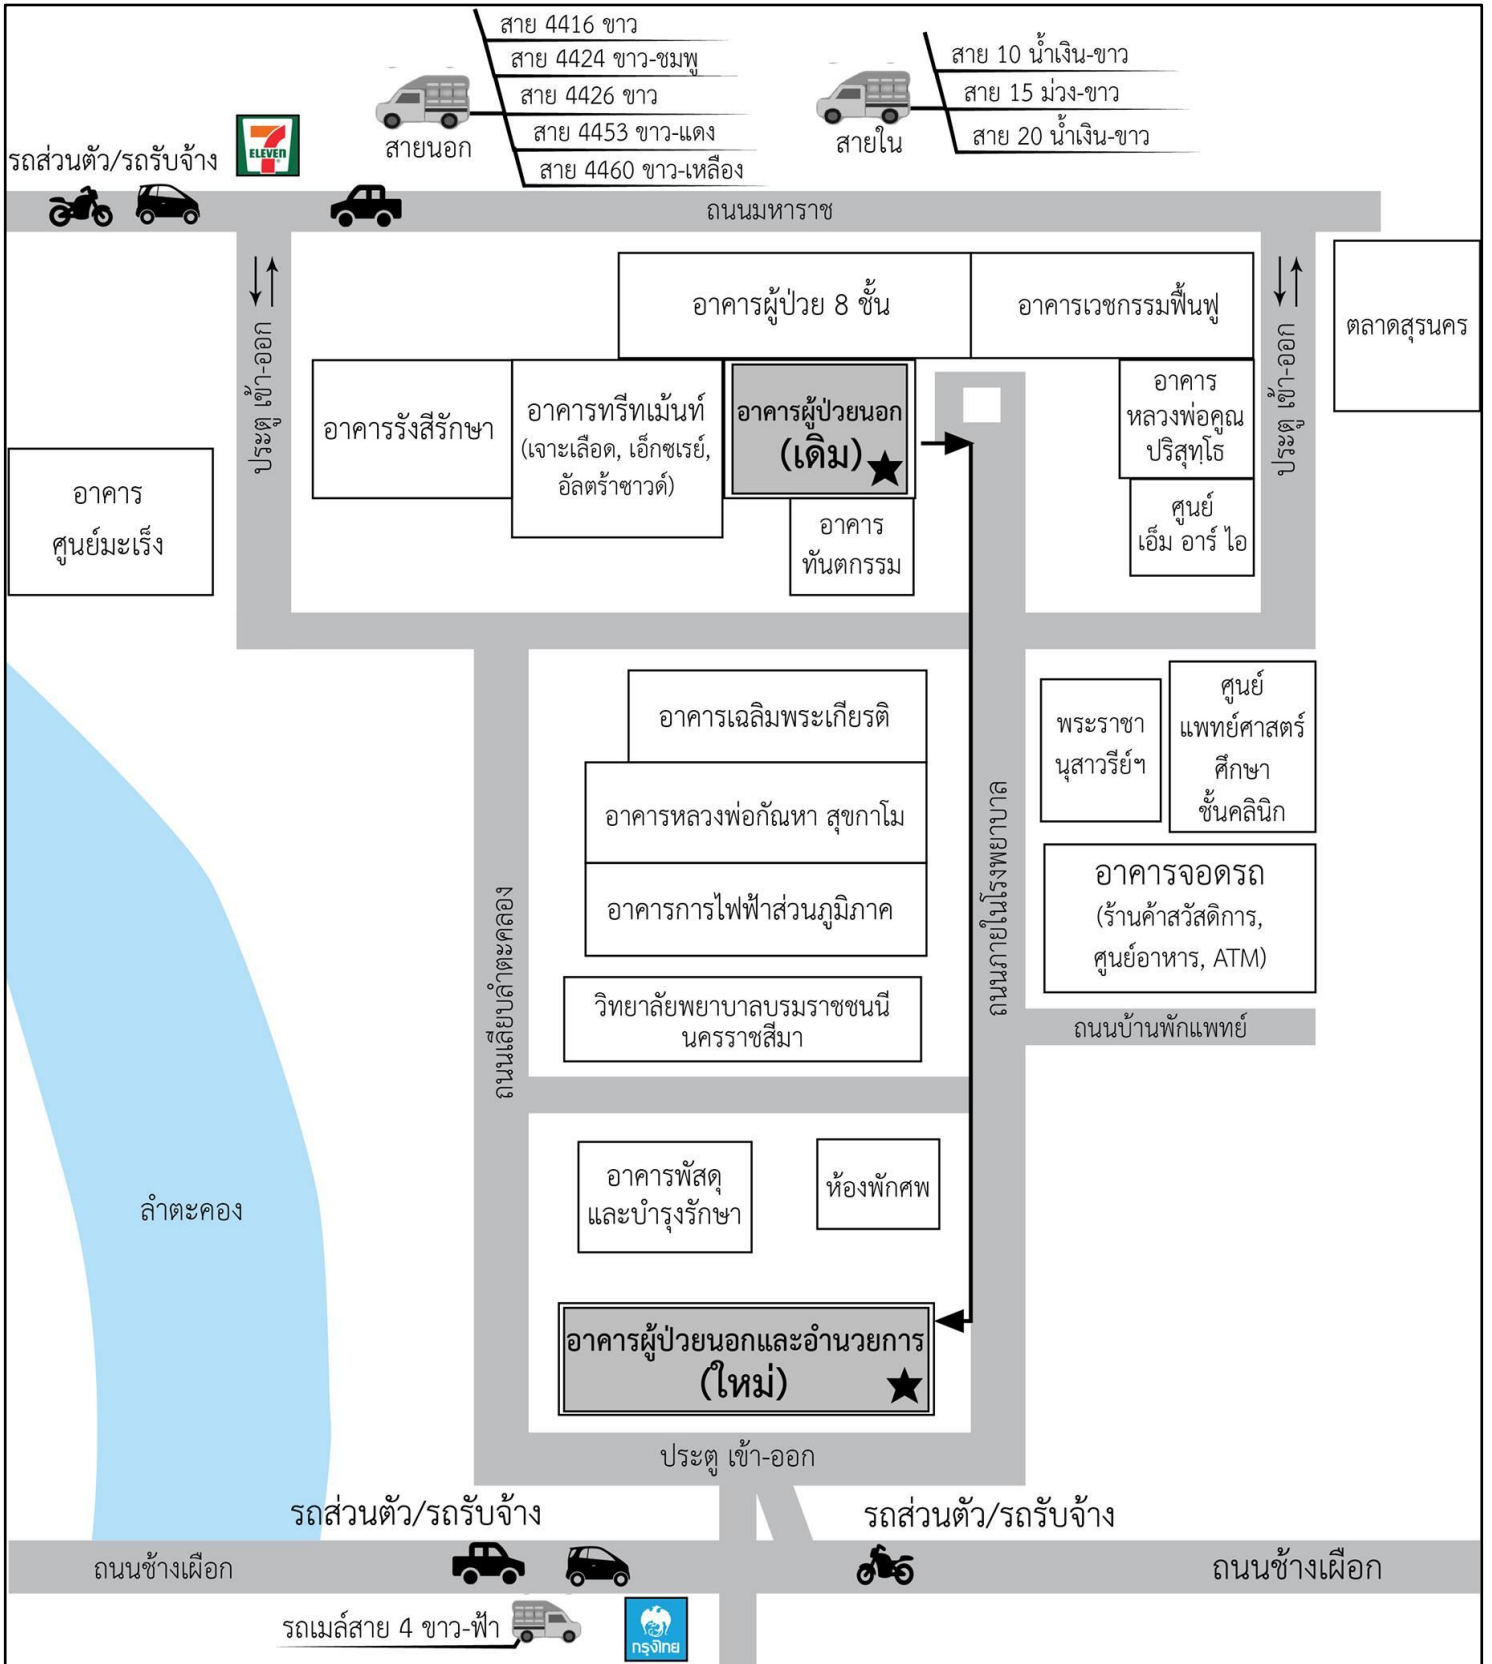 สาย 4416 ขาว
สาย 4424 ขาว-ชมพู
สาย 4426 ขาว
สาย 4453 ขาว-แดง
สาย 4460 ขาว-เหลือง
สายนอก
สาย 10 น้ำเงิน-ขาว
สาย 15 ม่วง-ขาว
สาย 20 น้ำเงิน-ขาว
สายใน
รถส่วนตัว/รถรับจ้าง
7
ELEVEN
ถนนมหาราช
ประตู เข้า-ออก
อาคารผู้ป่วย 8 ชั้น
อาคารเวชกรรมฟื้นฟู
ประตู เข้า-ออก
ตลาดสุรนคร
อาคารรังสีรักษา
อาคารทรีทเม้นท์
(เจาะเลือด, เอ็กซเรย์,
อัลตร้าซาวด์)
อาคารผู้ป่วยนอก
(เดิม)
อาคาร
หลวงพ่อคูณ
ปริสุทฺโธ
อาคาร
ศูนย์มะเร็ง
อาคาร
ทันตกรรม
ศูนย์
เอ็ม อาร์ ไอ
อาคารเฉลิมพระเกียรติ
พระราชา
นุสาวรีย์ฯ
ศูนย์
แพทย์ศาสตร์
ศึกษา
ชั้นคลินิก
อาคารหลวงพ่อกัณหา สุขกาโม
อาคารการไฟฟ้าส่วนภูมิภาค
อาคารจอดรถ
(ร้านค้าสวัสดิการ,
ศูนย์อาหาร, ATM)
ถนนเลียบลำตะคลอง
ถนนภายในโรงพยาบาล
วิทยาลัยพยาบาลบรมราชชนนี
นครราชสีมา
ถนนบ้านพักแพทย์
อาคารพัสดุ
และบำรุงรักษา
ห้องพักศพ
ลำตะคอง
อาคารผู้ป่วยนอกและอำนวยการ
(ใหม่)
ประตู เข้า-ออก
รถส่วนตัว/รถรับจ้าง
รถส่วนตัว/รถรับจ้าง
ถนนช้างเผือก
ถนนช้างเผือก
รถเมล์สาย 4 ขาว-ฟ้า
กรุงไทย